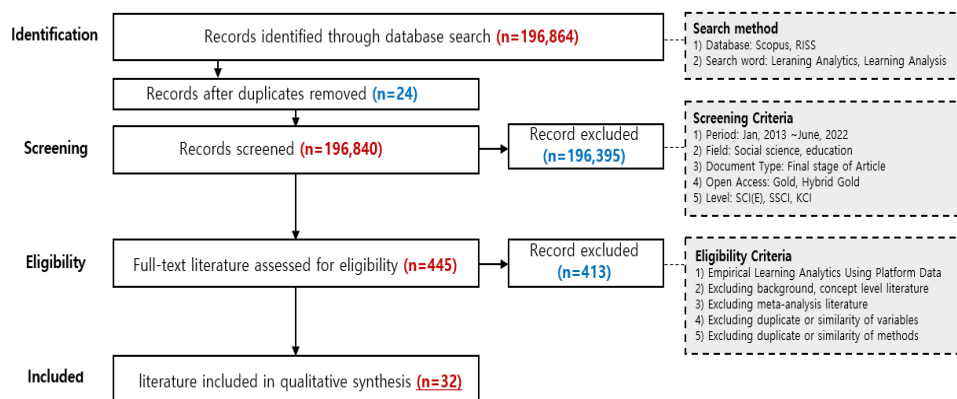 Identification
Records identified through database search (n=196,864)
Search method
1) Database: Scopus, RISS
2) Search word: Leraning Analytics, Learning Analysis
Records after duplicates removed (n=24)
Screening
Records screened (n=196,840)
Record excluded
(n=196,395)
Screening Criteria
1) Period: Jan, 2013 ~June, 2022
2) Field: Social science, education
3) Document Type: Final stage of Article
4) Open Access: Gold, Hybrid Gold
5) Level: SCI(E), SSCI, KCI
Eligibility
Full-text literature assessed for eligibility (n=445)
Record excluded
(n=413)
Eligibility Criteria
1) Empirical Learning Analytics Using Platform Data
2) Excluding background, concept level literature
3) Excluding meta-analysis literature
4) Excluding duplicate or similarity of variables
5) Excluding duplicate or similarity of methods
Included
literature included in qualitative synthesis (n=32)